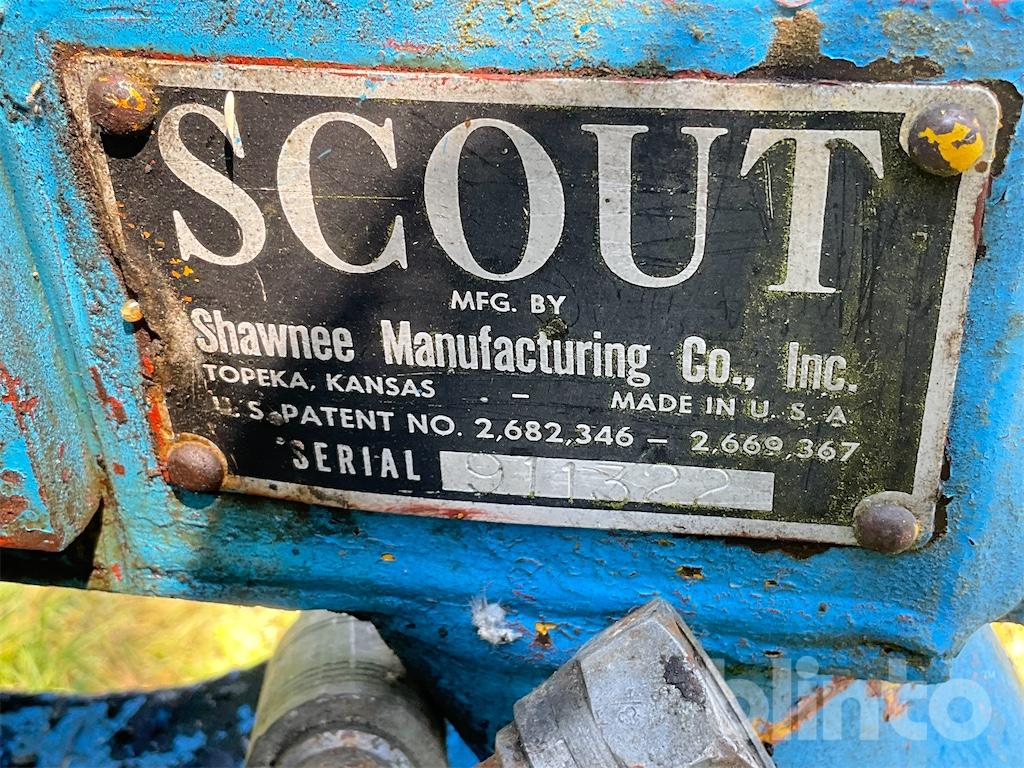 SCOUT
MFG. BY
Shawnee Manufacturing Co., Inc.
TOPEKA, KANSAS - MADE IN U.S.A
U.S. PATENT NO. 2,682,346 – 2,669,367
SERIAL 911322
blinto